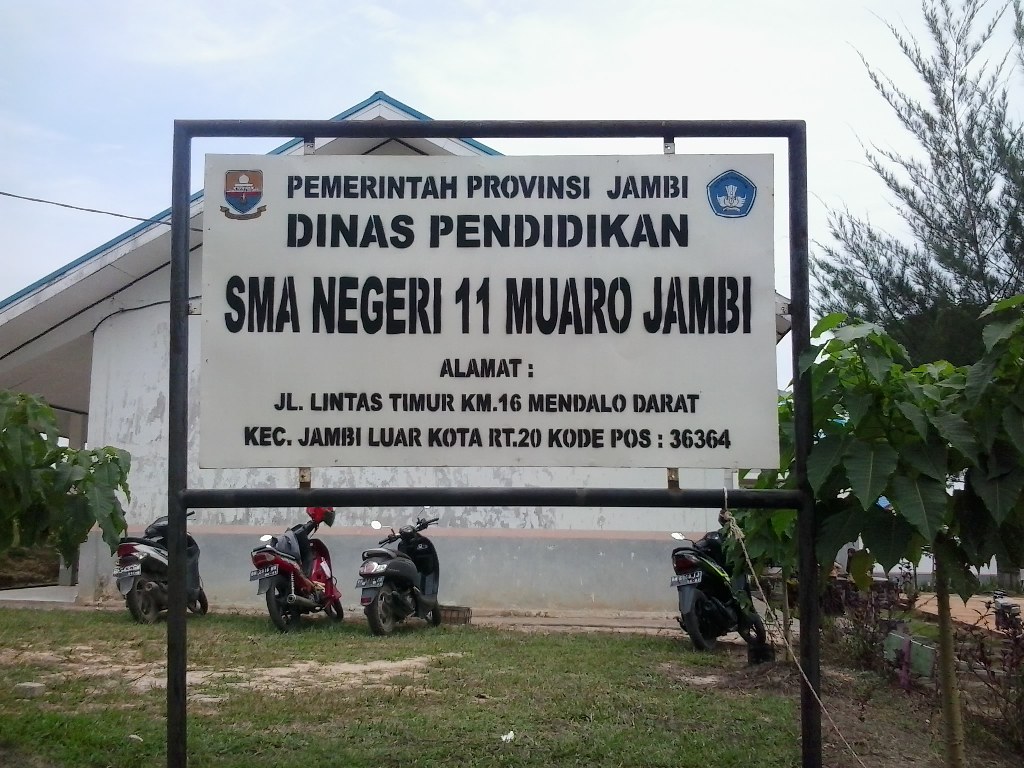 PEMERINTAH PROVINSI JAMBI
DINAS PENDIDIKAN
SMA NEGERI 11 MUARO JAMBI
ALAMAT :
JL. LINTAS TIMUR KM.16 MENDALO DARAT
KEC. JAMBI LUAR KOTA RT.20 KODE POS : 36364